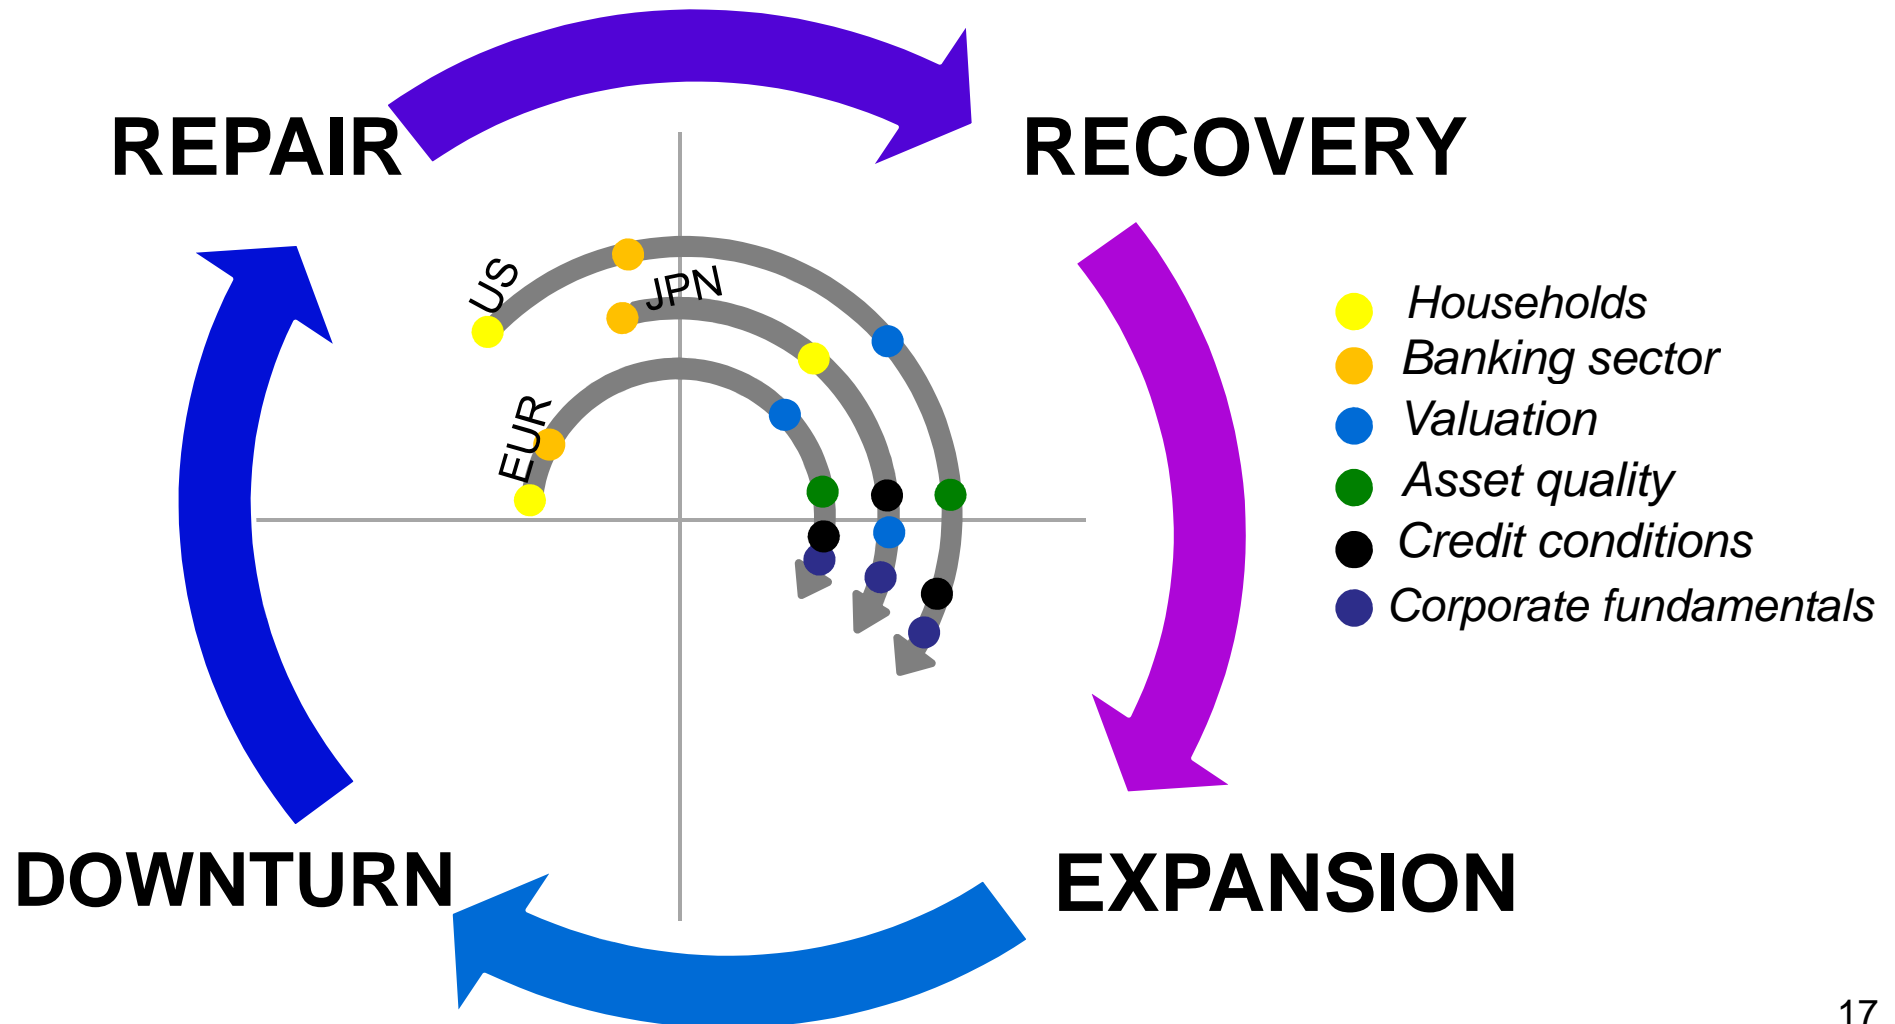 REPAIR
RECOVERY
US
JPN
EUR
Households
Banking sector
Valuation
Asset quality
Credit conditions
Corporate fundamentals
DOWNTURN
EXPANSION
17